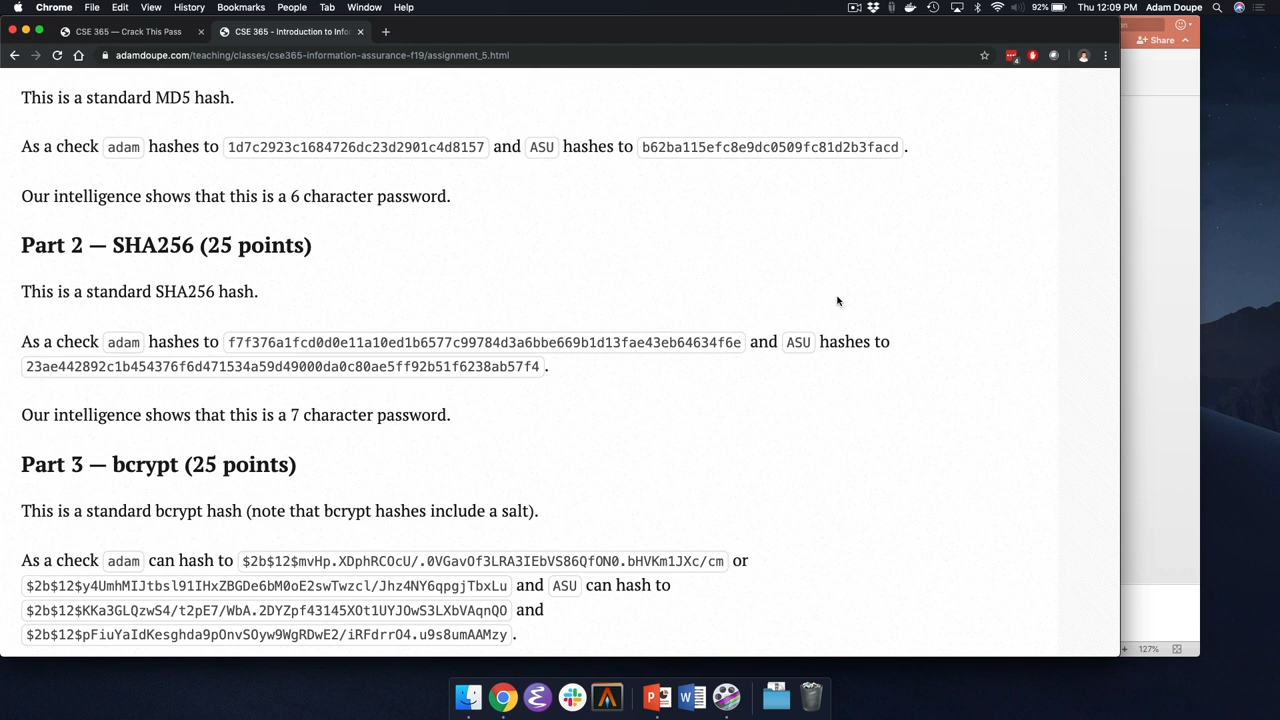 Chrome File Edit View History Bookmarks People Tab Window Help 92% Thu 12:09 PM Adam Doupe
CSE 365 — Crack This Pass CSE 365 - Introduction to Info
Share
adamdoupe.com/teaching/classes/cse365-information-assurance-f19/assignment_5.html
This is a standard MD5 hash.
As a check adam hashes to 1d7c2923c1684726dc23d2901c4d8157 and ASU hashes to b62ba115efc8e9dc0509fc81d2b3facd.
Our intelligence shows that this is a 6 character password.
Part 2 — SHA256 (25 points)
This is a standard SHA256 hash.
As a check adam hashes to f7f376a1fcd0d0e11a10ed1b6577c99784d3a6bbe669b1d13fae43eb64634f6e and ASU hashes to
23ae442892c1b454376f6d471534a59d49000da0c80ae5ff92b51f6238ab57f4.
Our intelligence shows that this is a 7 character password.
Part 3 — bcrypt (25 points)
This is a standard bcrypt hash (note that bcrypt hashes include a salt).
As a check adam can hash to $2b$12$mvHp.XDphRCOcU/.0VGavOf3LRA3IEbVS86QfON0.bHVKm1JXc/cm or
$2b$12$y4UmhMIJtbsl91IHxZBGDe6bM0oE2swTwzcl/Jhz4NY6qpgjTbxLu and ASU can hash to
$2b$12$KKa3GLQzwS4/t2pE7/WbA.2DYZpf43145XOt1UYJOwS3LXbVAqnQO and
$2b$12$pFiuYaIdKesghda9pOnvSOyw9WgRDwE2/iRFdrrO4.u9s8umAAMzy.
127%